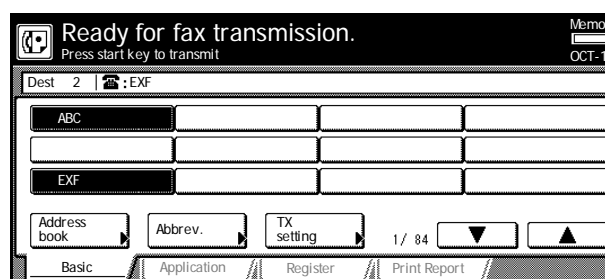 Ready for fax transmission.
Press start key to transmit
Memo
OCT-1
Dest 2 ☎:EXF
ABC
EXF
Address book
Abbrev.
TX setting
1/ 84
Basic
Application
Register
Print Report